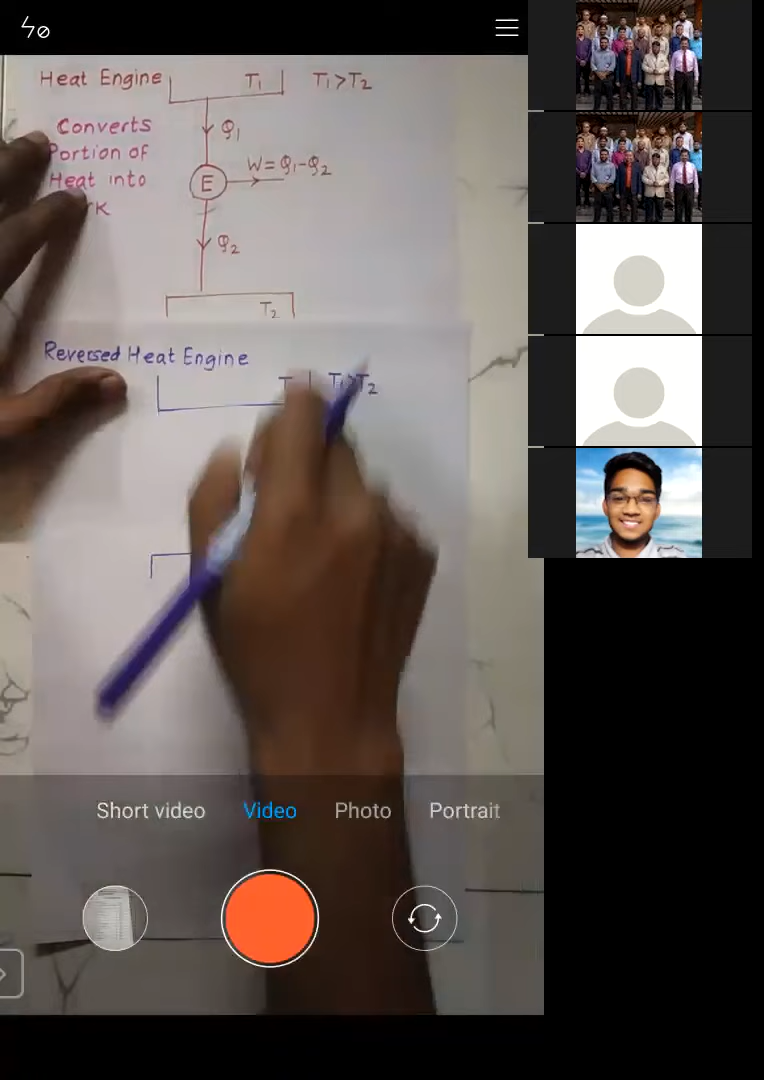 Heat Engine
T₁
T₁>T₂
Converts
Portion of
Heat into
RK
Q₁
E
W=Q₁-Q₂
Q₂
T₂
Reversed Heat Engine
T₁>T₂
Short video
Video
Photo
Portrait